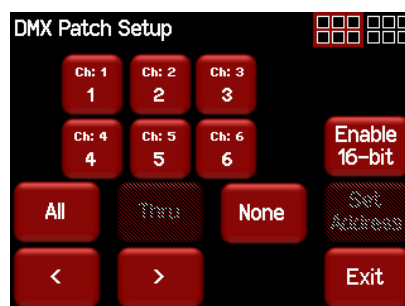 DMX Patch Setup
Ch: 1 Ch: 2 Ch: 3
1 2 3
Ch: 4 Ch: 5 Ch: 6
4 5 6
Enable
16-bit
All Thru None
Set
Address
< > Exit